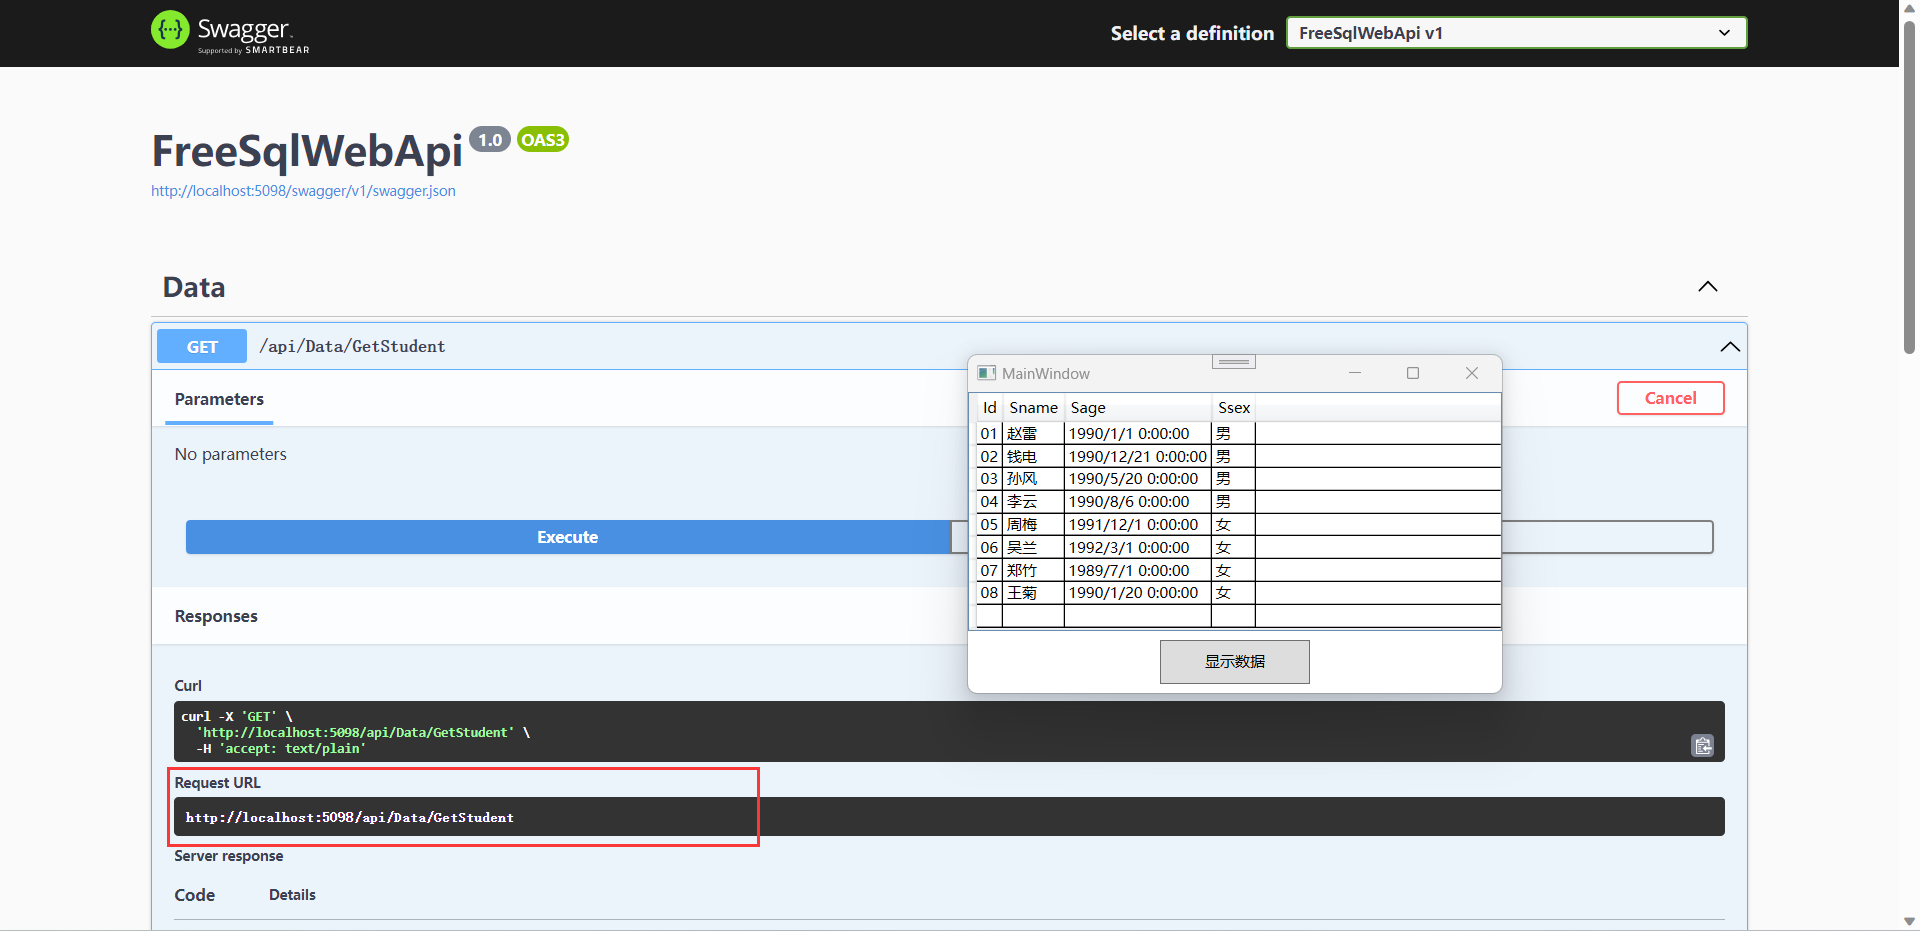 Swagger
Supported by SMARTBEAR
Select a definition
FreeSqlWebApi v1
FreeSqlWebApi 1.0 OAS3
http://localhost:5098/swagger/v1/swagger.json
Data
GET /api/Data/GetStudent
Parameters
Cancel
No parameters
Execute
Responses
Curl
curl -X 'GET' \
'http://localhost:5098/api/Data/GetStudent' \
-H 'accept: text/plain'
Request URL
http://localhost:5098/api/Data/GetStudent
Server response
Code Details
MainWindow
Id Sname Sage Ssex
01 赵雷 1990/1/1 0:00:00 男
02 钱电 1990/12/21 0:00:00 男
03 孙风 1990/5/20 0:00:00 男
04 李云 1990/8/6 0:00:00 男
05 周梅 1991/12/1 0:00:00 女
06 吴兰 1992/3/1 0:00:00 女
07 郑竹 1989/7/1 0:00:00 女
08 王菊 1990/1/20 0:00:00 女
显示数据